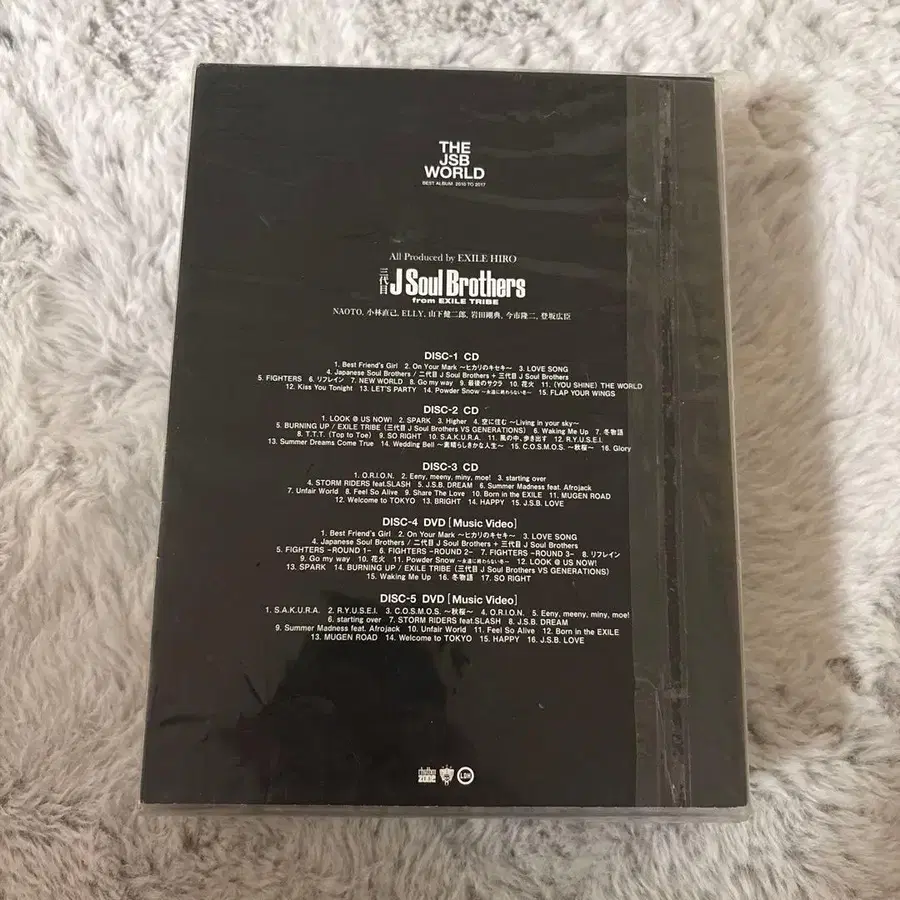 THE
JSB
WORLD
BEST ALBUM 2010 TO 2017
All Produced by EXILE HIRO
三代目 J Soul Brothers
from EXILE TRIBE
NAOTO, 小林直己, ELLY, 山下健二郎, 岩田剛典, 今市隆二, 登坂広臣
DISC-1 CD
1. Best Friend's Girl 2. On Your Mark ～ヒカリのキセキ～ 3. LOVE SONG
4. Japanese Soul Brothers / 二代目 J Soul Brothers + 三代目 J Soul Brothers
5. FIGHTERS 6. リフレイン 7. NEW WORLD 8. Go my way 9. 最後のサクラ 10. 花火 11. (YOU SHINE) THE WORLD
12. Kiss You Tonight 13. LET'S PARTY 14. Powder Snow ～永遠に終わらない冬～ 15. FLAP YOUR WINGS
DISC-2 CD
1. LOOK @ US NOW! 2. SPARK 3. Higher 4. 空に住む ～Living in your sky～
5. BURNING UP / EXILE TRIBE (三代目 J Soul Brothers VS GENERATIONS) 6. Waking Me Up 7. 冬物語
8. T.T.T. (Top to Toe) 9. SO RIGHT 10. S.A.K.U.R.A. 11. 風の中、歩き出す 12. R.Y.U.S.E.I.
13. Summer Dreams Come True 14. Wedding Bell ～素晴らしきかな人生～ 15. C.O.S.M.O.S. ～秋桜～ 16. Glory
DISC-3 CD
1. O.R.I.O.N. 2. Eeny, meeny, miny, moe! 3. starting over
4. STORM RIDERS feat.SLASH 5. J.S.B. DREAM 6. Summer Madness feat. Afrojack
7. Unfair World 8. Feel So Alive 9. Share The Love 10. Born in the EXILE 11. MUGEN ROAD
12. Welcome to TOKYO 13. BRIGHT 14. HAPPY 15. J.S.B. LOVE
DISC-4 DVD [Music Video]
1. Best Friend's Girl 2. On Your Mark ～ヒカリのキセキ～ 3. LOVE SONG
4. Japanese Soul Brothers / 二代目 J Soul Brothers + 三代目 J Soul Brothers
5. FIGHTERS -ROUND 1- 6. FIGHTERS -ROUND 2- 7. FIGHTERS -ROUND 3- 8. リフレイン
9. Go my way 10. 花火 11. Powder Snow ～永遠に終わらない冬～ 12. LOOK @ US NOW!
13. SPARK 14. BURNING UP / EXILE TRIBE (三代目 J Soul Brothers VS GENERATIONS)
15. Waking Me Up 16. 冬物語 17. SO RIGHT
DISC-5 DVD [Music Video]
1. S.A.K.U.R.A. 2. R.Y.U.S.E.I. 3. C.O.S.M.O.S. ～秋桜～ 4. O.R.I.O.N. 5. Eeny, meeny, miny, moe!
6. starting over 7. STORM RIDERS feat.SLASH 8. J.S.B. DREAM
9. Summer Madness feat. Afrojack 10. Unfair World 11. Feel So Alive 12. Born in the EXILE
13. MUGEN ROAD 14. Welcome to TOKYO 15. HAPPY 16. J.S.B. LOVE
LDH